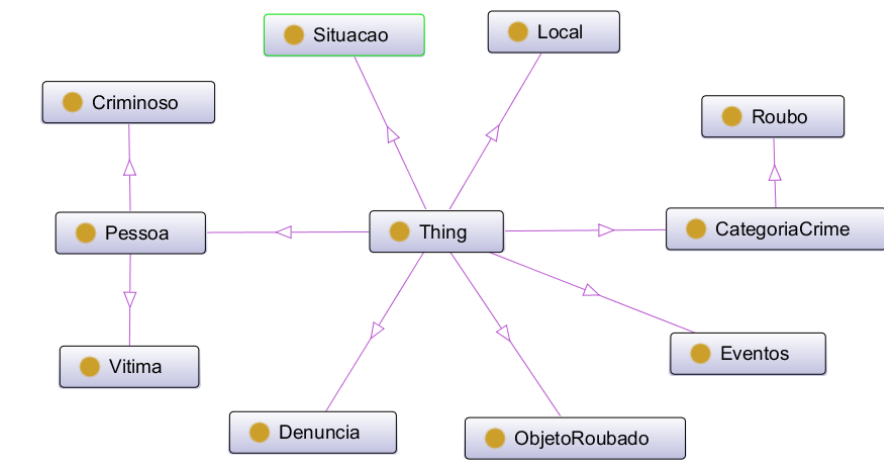 Situacao
Local
Criminoso
Roubo
Pessoa
Thing
CategoriaCrime
Vitima
Eventos
Denuncia
ObjetoRoubado